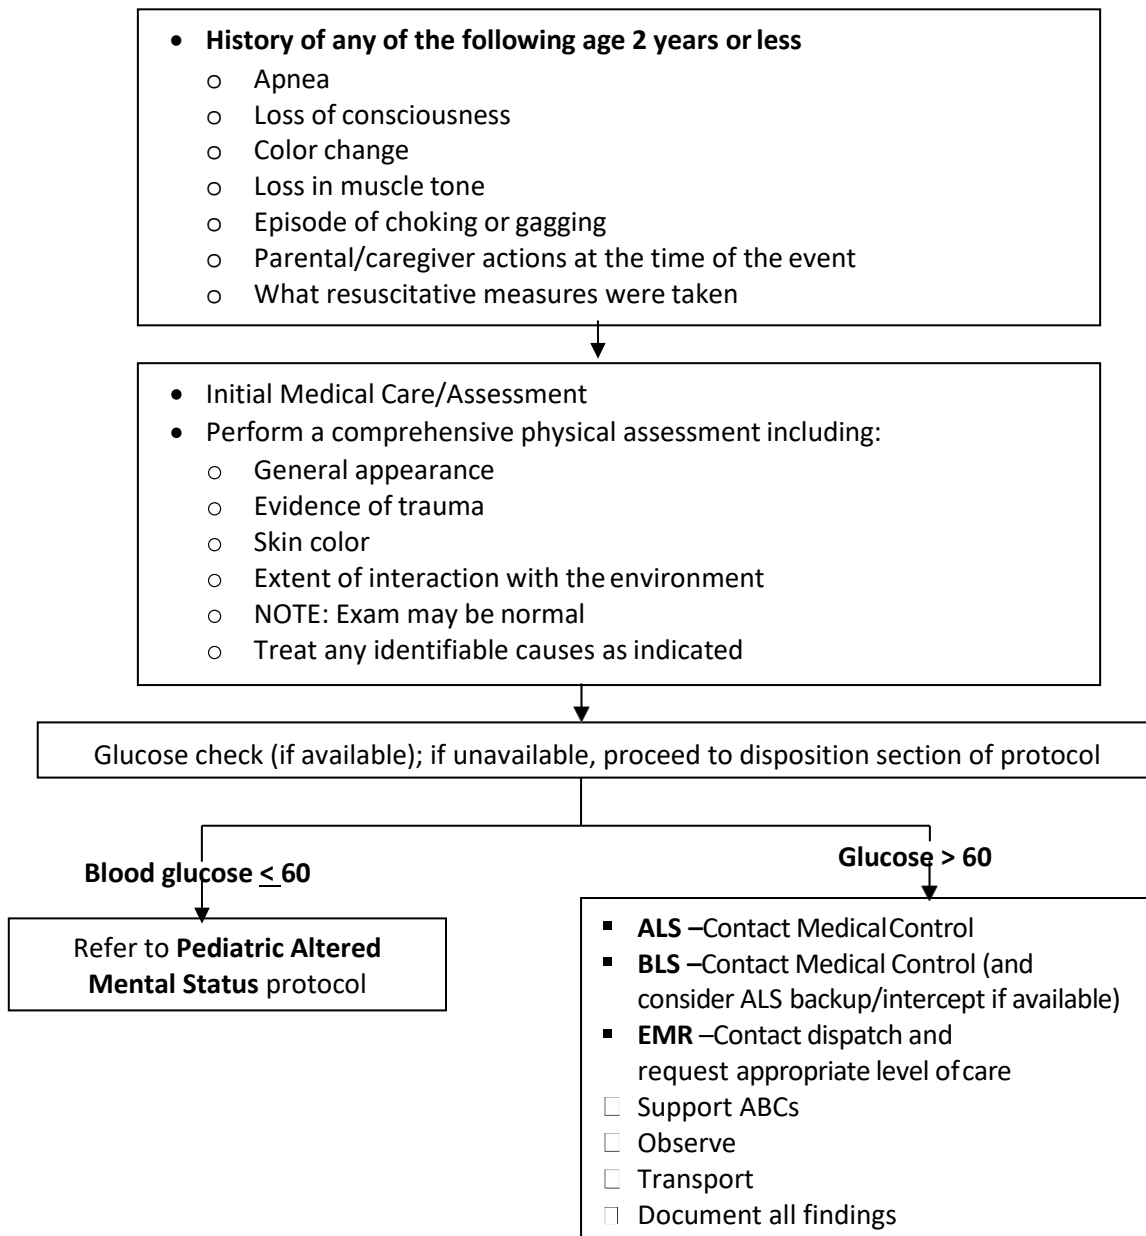 • History of any of the following age 2 years or less
o Apnea
o Loss of consciousness
o Color change
o Loss in muscle tone
o Episode of choking or gagging
o Parental/caregiver actions at the time of the event
o What resuscitative measures were taken
• Initial Medical Care/Assessment
• Perform a comprehensive physical assessment including:
o General appearance
o Evidence of trauma
o Skin color
o Extent of interaction with the environment
o NOTE: Exam may be normal
o Treat any identifiable causes as indicated
Glucose check (if available); if unavailable, proceed to disposition section of protocol
Blood glucose < 60
Refer to Pediatric Altered
Mental Status protocol
Glucose > 60
▪ ALS –Contact Medical Control
▪ BLS –Contact Medical Control (and
consider ALS backup/intercept if available)
▪ EMR –Contact dispatch and
request appropriate level of care
□ Support ABCs
□ Observe
□ Transport
□ Document all findings